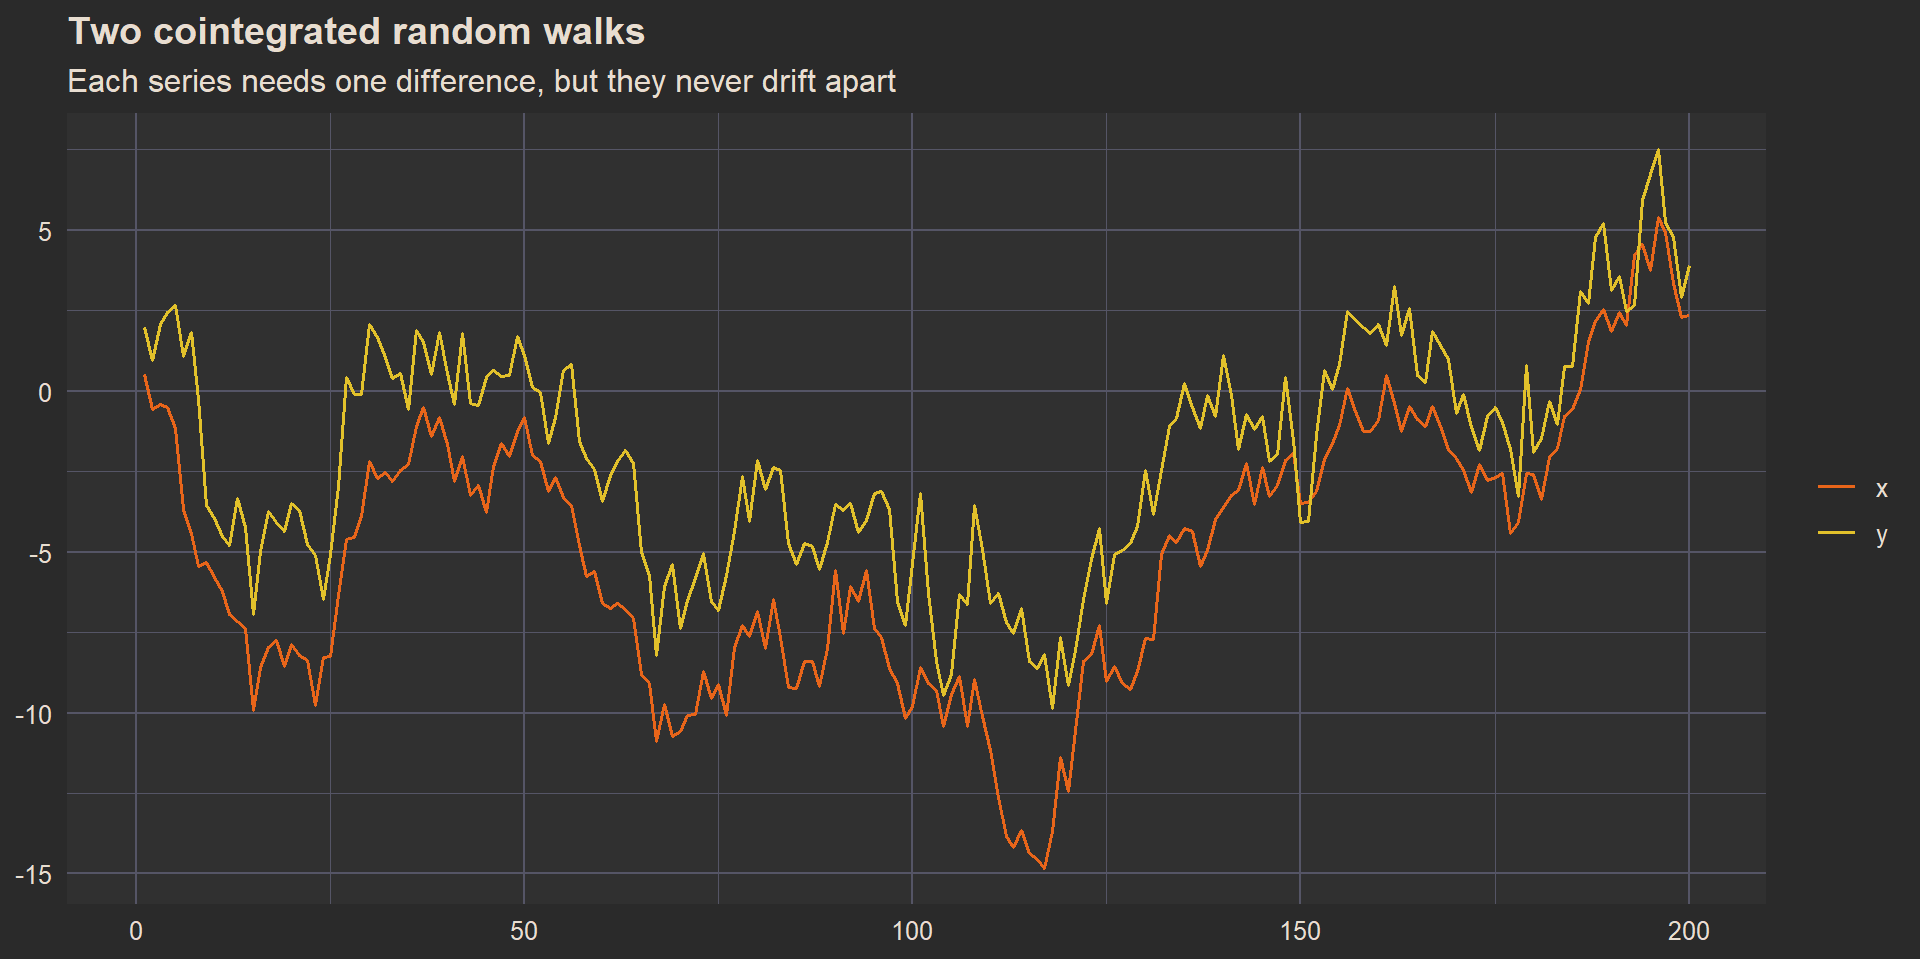 Two cointegrated random walks
Each series needs one difference, but they never drift apart
5
0
-5
-10
-15
0
50
100
150
200
x
y